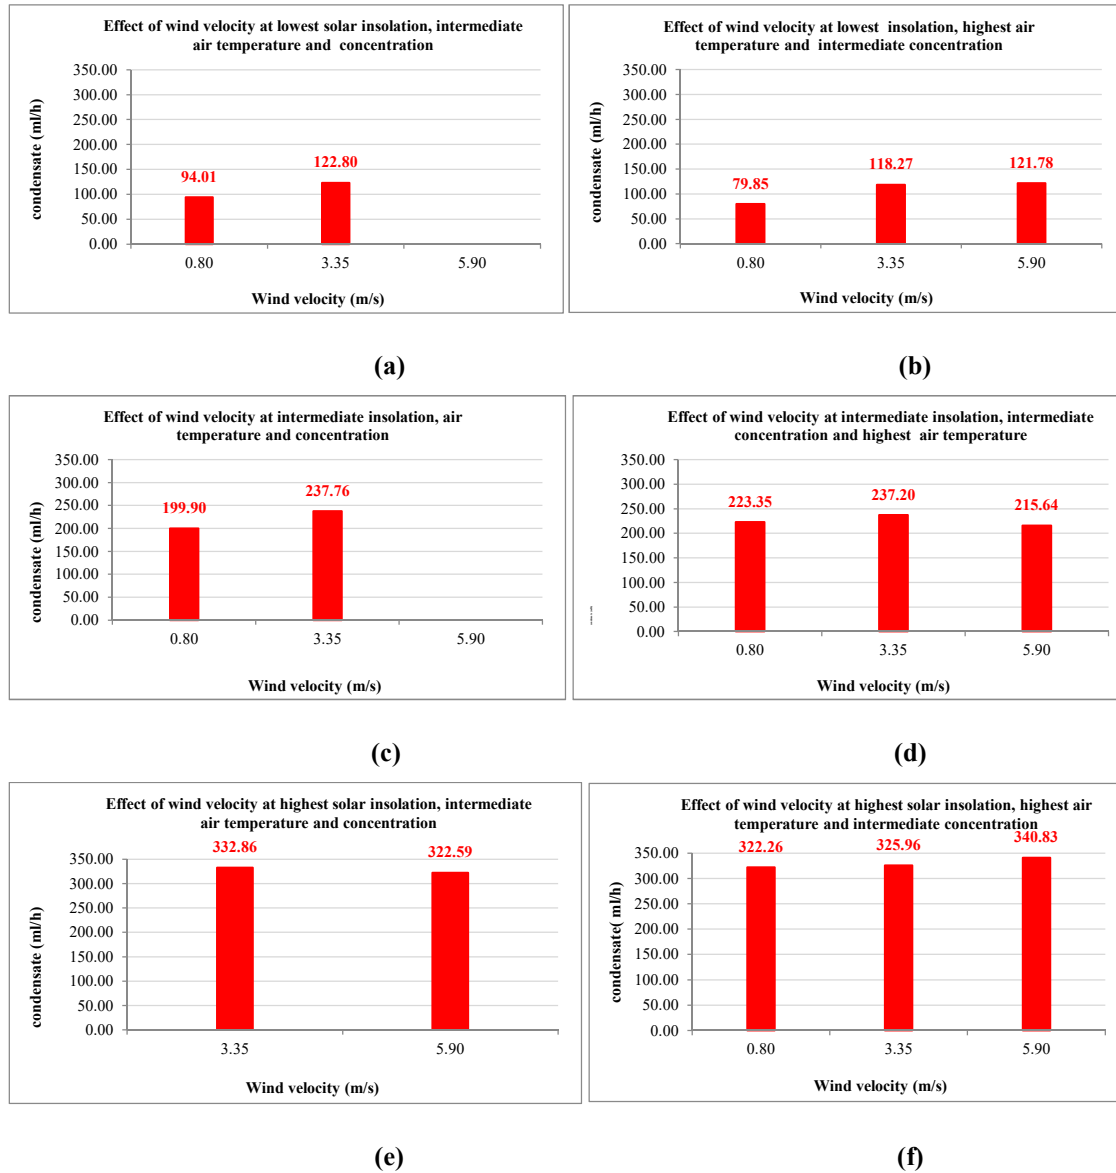 Effect of wind velocity at lowest solar insolation, intermediate
air temperature and concentration
condensate (ml/h)
350.00
300.00
250.00
200.00
150.00
100.00
50.00
0.00
94.01
122.80
0.80
3.35
5.90
Wind velocity (m/s)
(a)
Effect of wind velocity at lowest insolation, highest air
temperature and intermediate concentration
condensate (ml/h)
350.00
300.00
250.00
200.00
150.00
100.00
50.00
0.00
79.85
118.27
121.78
0.80
3.35
5.90
Wind velocity (m/s)
(b)
Effect of wind velocity at intermediate insolation, air
temperature and concentration
condensate (ml/h)
350.00
300.00
250.00
200.00
150.00
100.00
50.00
0.00
199.90
237.76
0.80
3.35
5.90
Wind velocity (m/s)
(c)
Effect of wind velocity at intermediate insolation, intermediate
concentration and highest air temperature
350.00
300.00
250.00
200.00
150.00
100.00
50.00
0.00
223.35
237.20
215.64
0.80
3.35
5.90
Wind velocity (m/s)
(d)
Effect of wind velocity at highest solar insolation, intermediate
air temperature and concentration
condensate (ml/h)
350.00
300.00
250.00
200.00
150.00
100.00
50.00
0.00
332.86
322.59
3.35
5.90
Wind velocity (m/s)
(e)
Effect of wind velocity at highest solar insolation, highest air
temperature and intermediate concentration
condensate( ml/h)
350.00
300.00
250.00
200.00
150.00
100.00
50.00
0.00
322.26
325.96
340.83
0.80
3.35
5.90
Wind velocity (m/s)
(f)